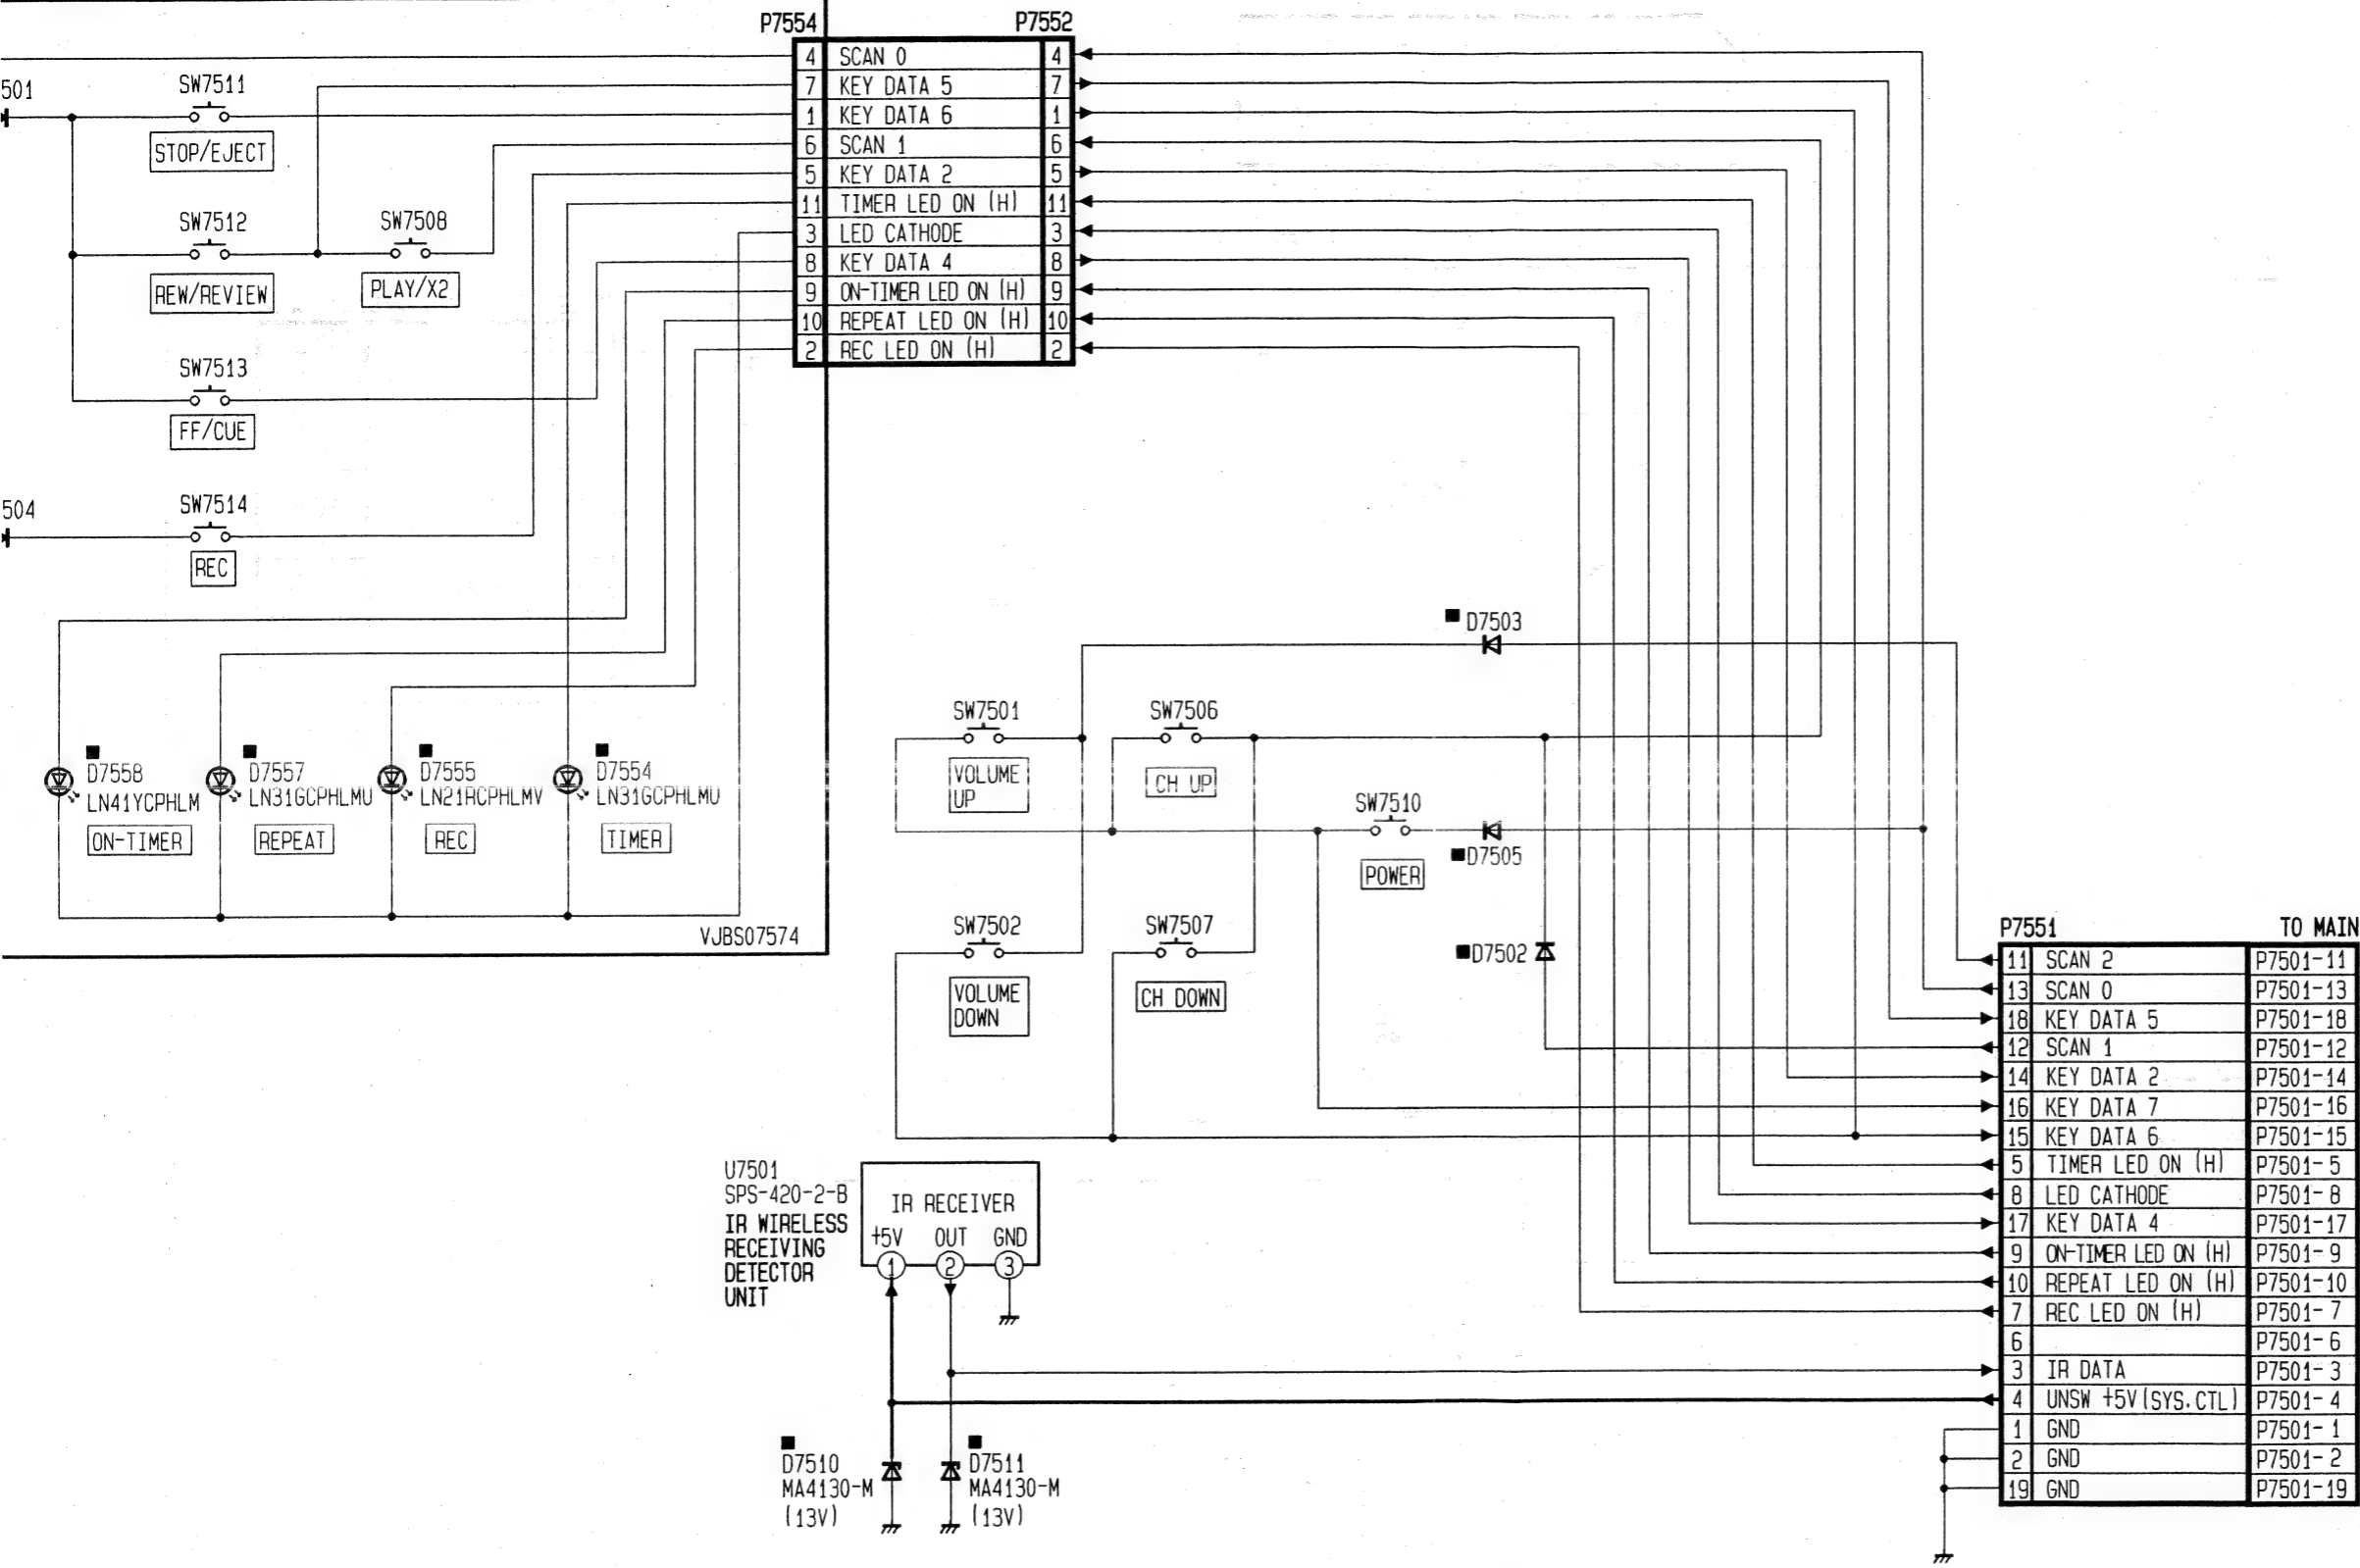 P7554
P7552
4 SCAN 0 4
7 KEY DATA 5 7
1 KEY DATA 6 1
6 SCAN 1 6
5 KEY DATA 2 5
11 TIMER LED ON (H) 11
3 LED CATHODE 3
8 KEY DATA 4 8
9 ON-TIMER LED ON (H) 9
10 REPEAT LED ON (H) 10
2 REC LED ON (H) 2
501
SW7511
STOP/EJECT
SW7512
REW/REVIEW
SW7508
PLAY/X2
SW7513
FF/CUE
504
SW7514
REC
D7558
LN41YCPHLM
ON-TIMER
D7557
LN31GCPHLMU
REPEAT
D7555
LN21RCPHLMV
REC
D7554
LN31GCPHLMU
TIMER
VJBS07574
D7503
SW7501
VOLUME
UP
SW7506
CH UP
SW7510
POWER
D7505
SW7502
VOLUME
DOWN
SW7507
CH DOWN
D7502
P7551 TO MAIN
11 SCAN 2 P7501-11
13 SCAN 0 P7501-13
18 KEY DATA 5 P7501-18
12 SCAN 1 P7501-12
14 KEY DATA 2 P7501-14
16 KEY DATA 7 P7501-16
15 KEY DATA 6 P7501-15
5 TIMER LED ON (H) P7501-5
8 LED CATHODE P7501-8
17 KEY DATA 4 P7501-17
9 ON-TIMER LED ON (H) P7501-9
10 REPEAT LED ON (H) P7501-10
7 REC LED ON (H) P7501-7
6 P7501-6
3 IR DATA P7501-3
4 UNSW +5V(SYS.CTL) P7501-4
1 GND P7501-1
2 GND P7501-2
19 GND P7501-19
U7501
SPS-420-2-B
IR WIRELESS
RECEIVING
DETECTOR
UNIT
IR RECEIVER
+5V OUT GND
1 2 3
D7510
MA4130-M
(13V)
D7511
MA4130-M
(13V)